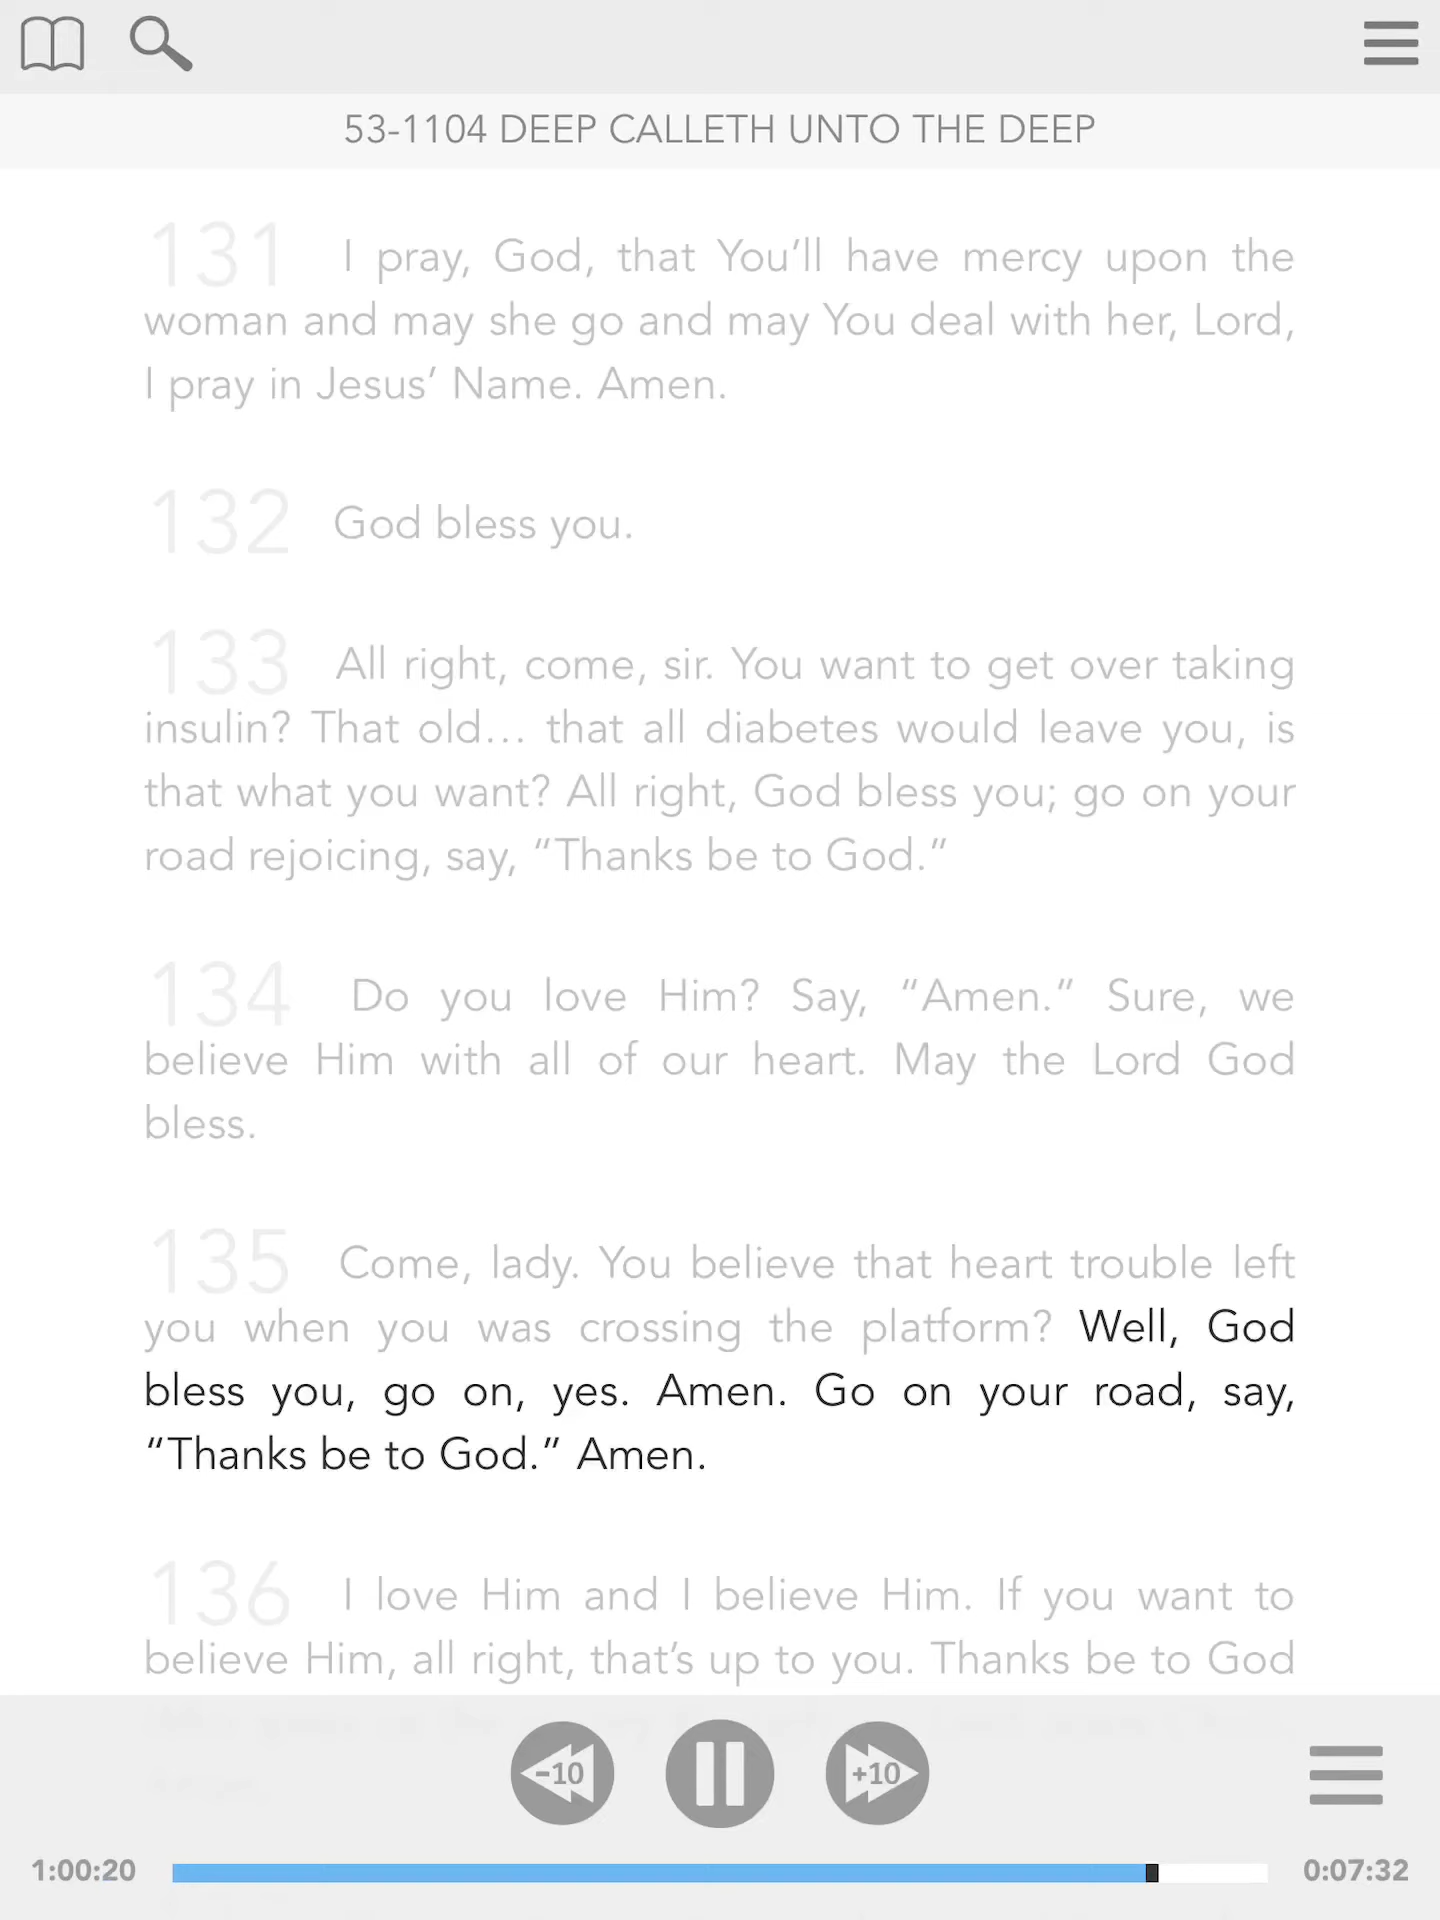 53-1104 DEEP CALLETH UNTO THE DEEP
131 I pray, God, that You’ll have mercy upon the
woman and may she go and may You deal with her, Lord,
I pray in Jesus’ Name. Amen.
132 God bless you.
133 All right, come, sir. You want to get over taking
insulin? That old… that all diabetes would leave you, is
that what you want? All right, God bless you; go on your
road rejoicing, say, “Thanks be to God.”
134 Do you love Him? Say, “Amen.” Sure, we
believe Him with all of our heart. May the Lord God
bless.
135 Come, lady. You believe that heart trouble left
you when you was crossing the platform? Well, God
bless you, go on, yes. Amen. Go on your road, say,
“Thanks be to God.” Amen.
136 I love Him and I believe Him. If you want to
believe Him, all right, that’s up to you. Thanks be to God
-10 +10
1:00:20 0:07:32